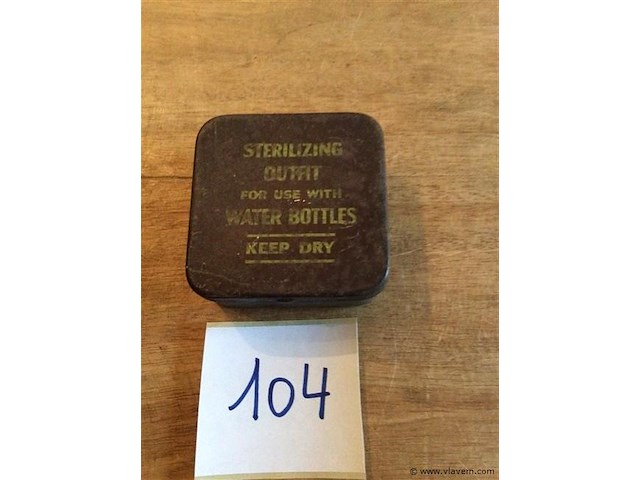 STERILIZING
OUTFIT
FOR USE WITH
WATER BOTTLES
KEEP DRY
104
© www.vlavem.com